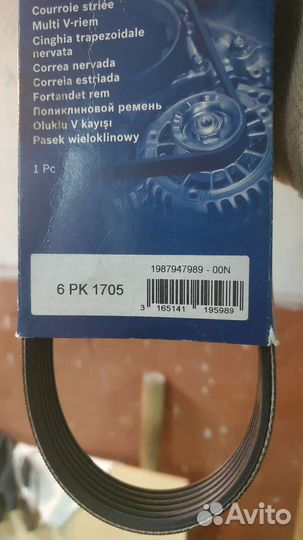 Courroie striée
Multi V-riem
Cinghia trapezoidale
nervata
Correa nervada
Correia estriada
Fortandet rem
Поликлиновой ремень
Oluklu V kayışı
Pasek wieloklinowy
1 Pc
1987947989 - 00N
6 PK 1705
3 165141 195989
Avito